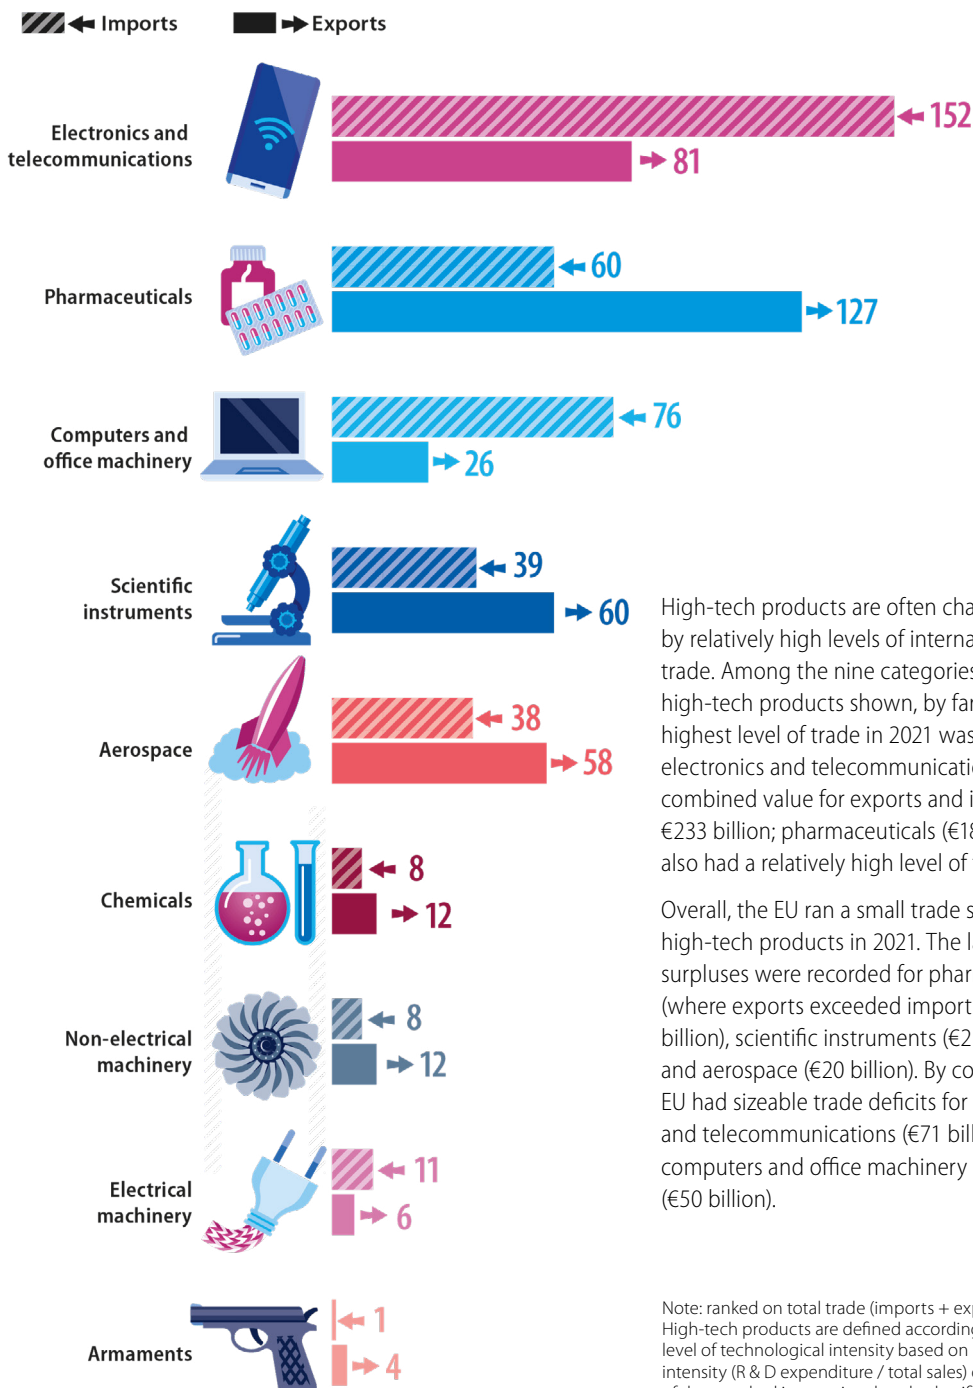 Imports
Exports
Electronics and
telecommunications
152
81
Pharmaceuticals
60
127
Computers and
office machinery
76
26
Scientific
instruments
39
60
Aerospace
38
58
Chemicals
8
12
Non-electrical
machinery
8
12
Electrical
machinery
11
6
Armaments
1
4
High-tech products are often cha
by relatively high levels of interna
trade. Among the nine categories
high-tech products shown, by far
highest level of trade in 2021 was
electronics and telecommunicatio
combined value for exports and i
€233 billion; pharmaceuticals (€18
also had a relatively high level of
Overall, the EU ran a small trade s
high-tech products in 2021. The la
surpluses were recorded for phar
(where exports exceeded import
billion), scientific instruments (€2
and aerospace (€20 billion). By co
EU had sizeable trade deficits for
and telecommunications (€71 bill
computers and office machinery
(€50 billion).
Note: ranked on total trade (imports + exp
High-tech products are defined according
level of technological intensity based on
intensity (R & D expenditure / total sales)